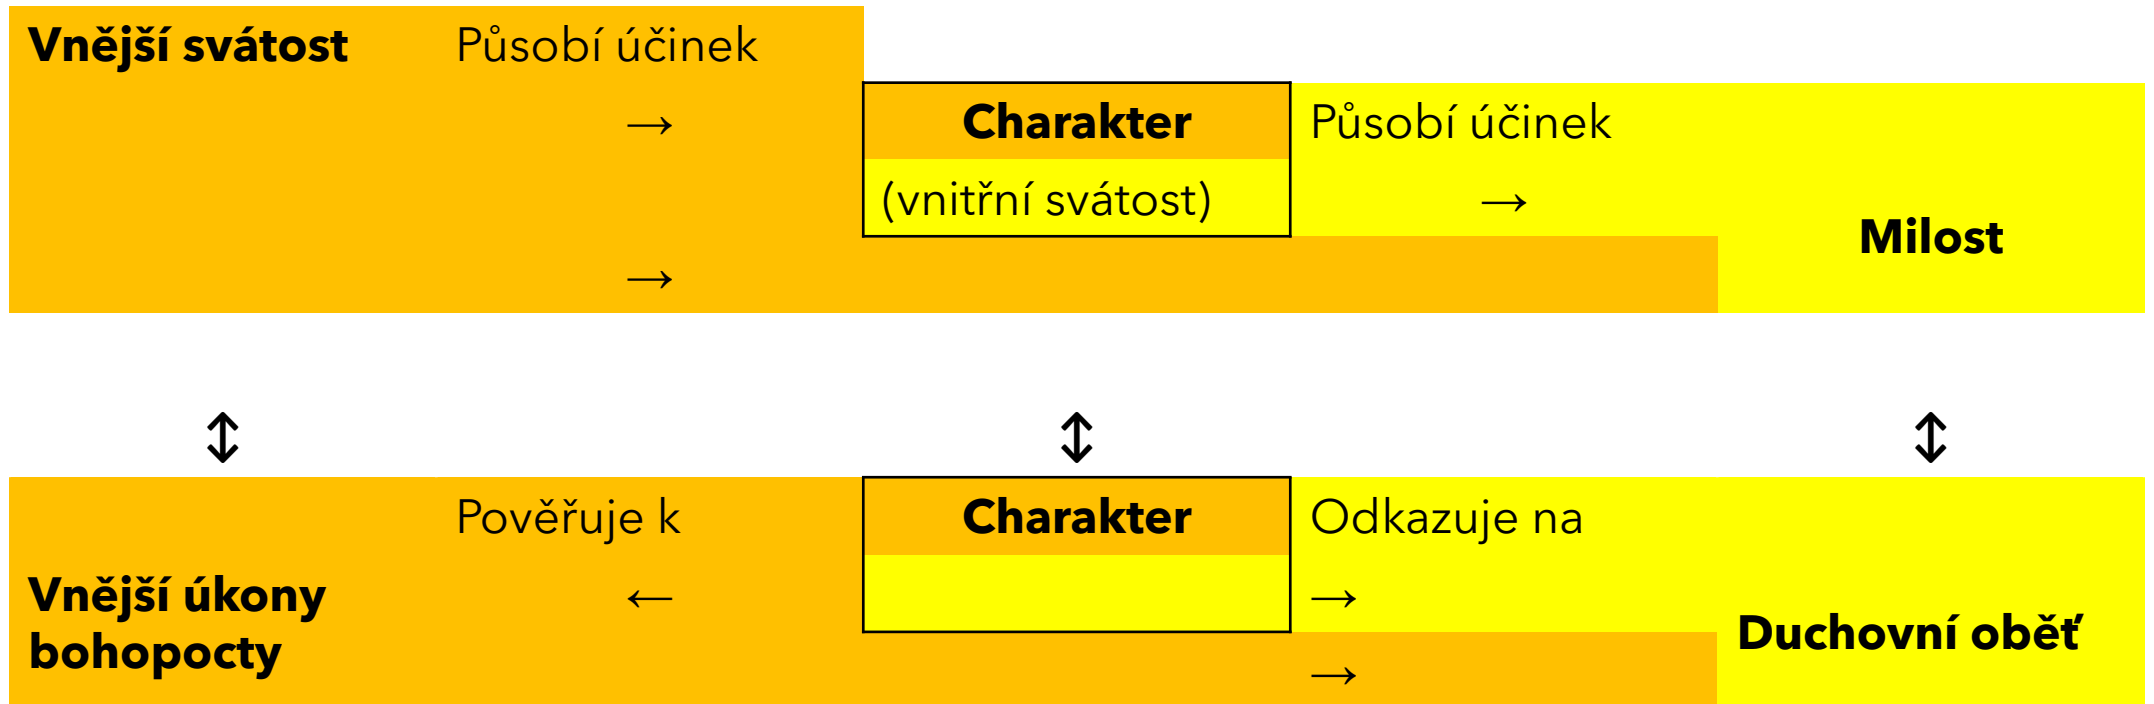 Vnější svátost Působí účinek
→ Charakter Působí účinek
(vnitřní svátost) →
Milost
→
↕ ↕ ↕
Pověřuje k Charakter Odkazuje na
Vnější úkony ← →
bohopocty Duchovní oběť
→